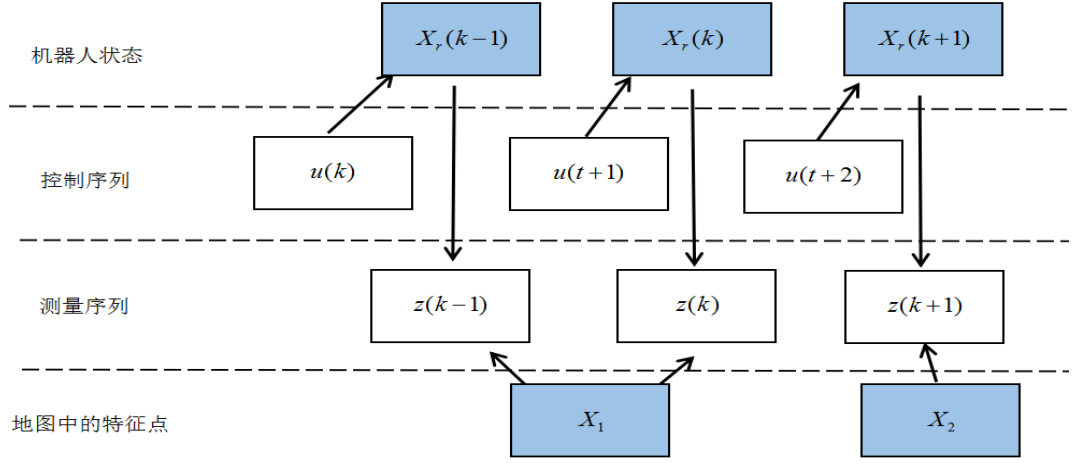 机器人状态 X_r(k−1) X_r(k) X_r(k+1)
控制序列 u(k) u(t+1) u(t+2)
测量序列 z(k−1) z(k) z(k+1)
地图中的特征点 X_1 X_2